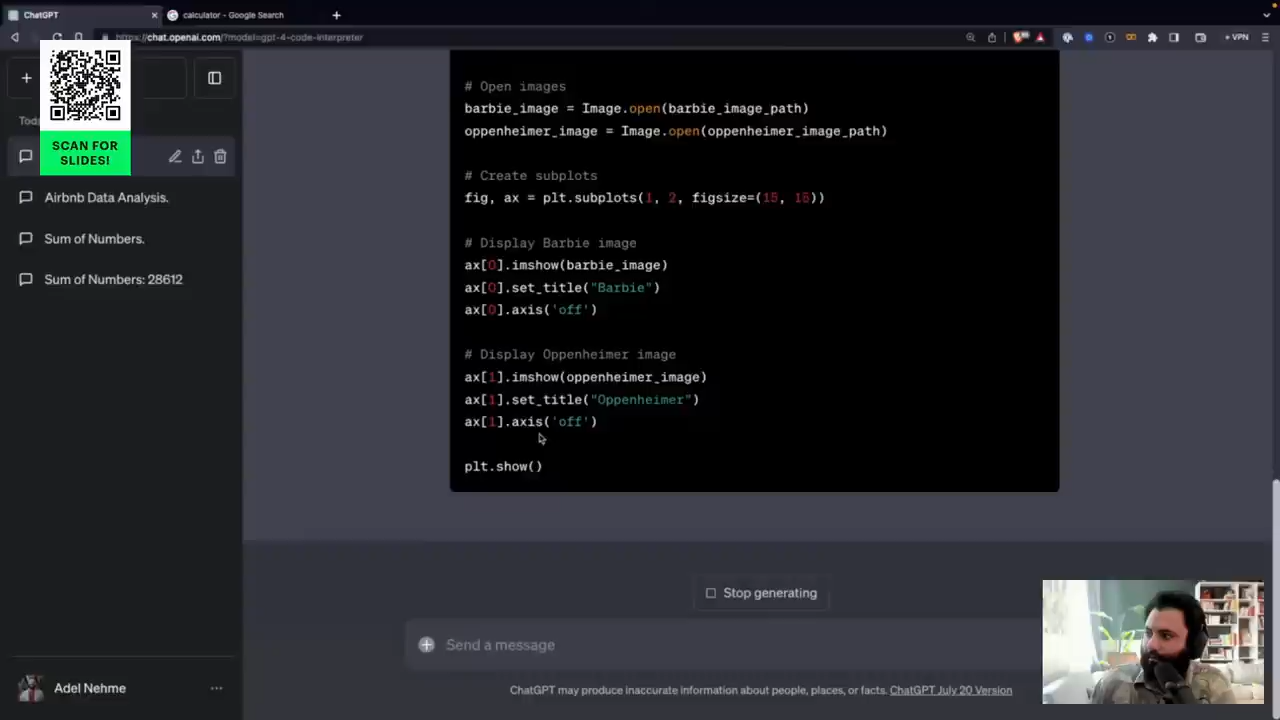 ChatGPT
calculator - Google Search
https://chat.openai.com/?model=gpt-4-code-interpreter
VPN
SCAN FOR
SLIDES!
Airbnb Data Analysis.
Sum of Numbers.
Sum of Numbers: 28612
Adel Nehme
# Open images
barbie_image = Image.open(barbie_image_path)
oppenheimer_image = Image.open(oppenheimer_image_path)
# Create subplots
fig, ax = plt.subplots(1, 2, figsize=(15, 15))
# Display Barbie image
ax[0].imshow(barbie_image)
ax[0].set_title("Barbie")
ax[0].axis('off')
# Display Oppenheimer image
ax[1].imshow(oppenheimer_image)
ax[1].set_title("Oppenheimer")
ax[1].axis('off')
plt.show()
Stop generating
Send a message
ChatGPT may produce inaccurate information about people, places, or facts. ChatGPT July 20 Version